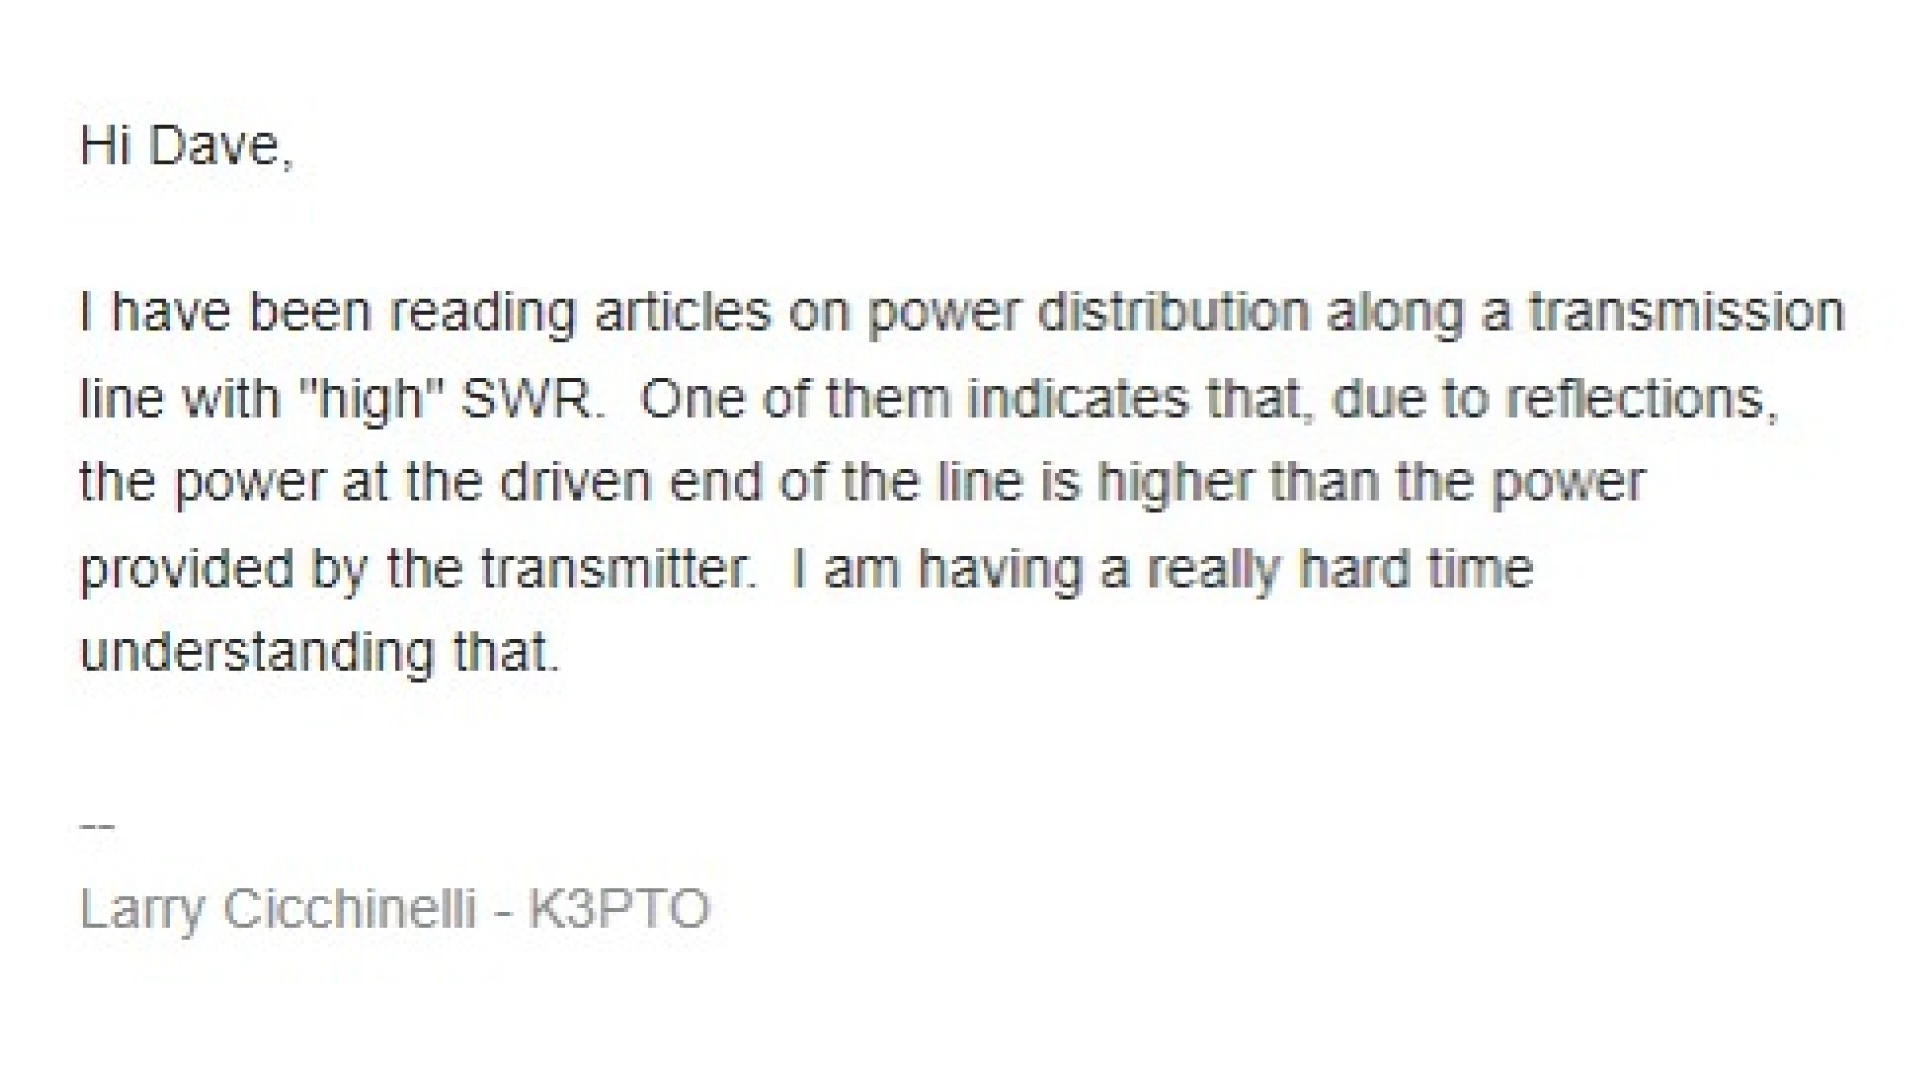 Hi Dave,
I have been reading articles on power distribution along a transmission
line with "high" SWR.  One of them indicates that, due to reflections,
the power at the driven end of the line is higher than the power
provided by the transmitter.  I am having a really hard time
understanding that.
--
Larry Cicchinelli - K3PTO